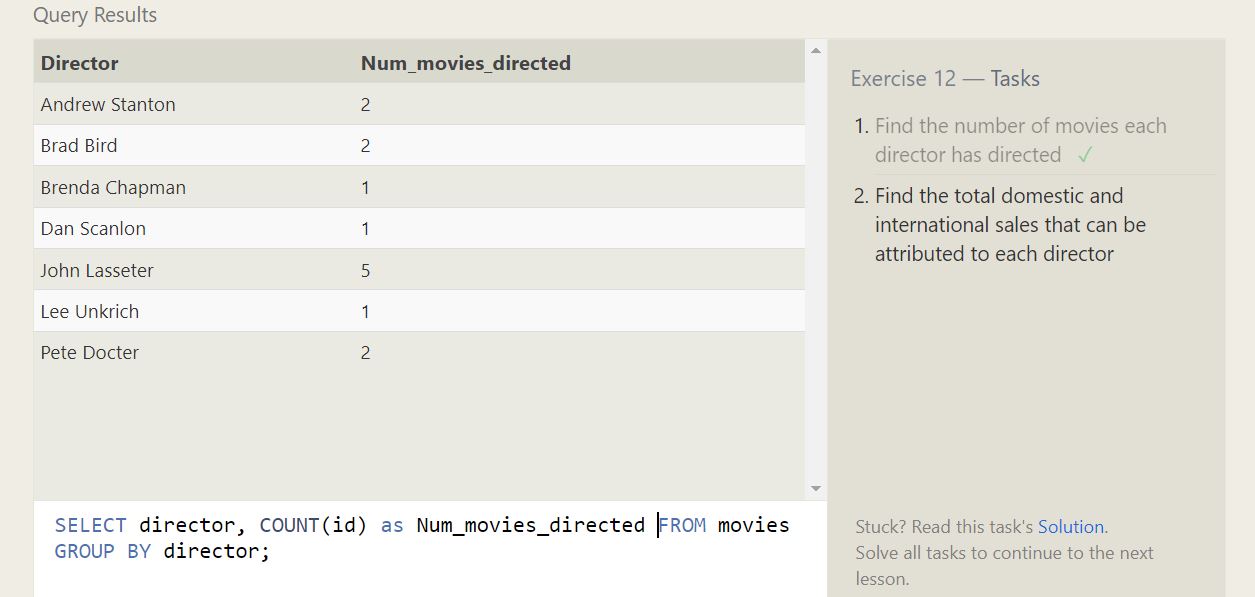 Query Results
Director Num_movies_directed
Andrew Stanton 2
Brad Bird 2
Brenda Chapman 1
Dan Scanlon 1
John Lasseter 5
Lee Unkrich 1
Pete Docter 2
SELECT director, COUNT(id) as Num_movies_directed FROM movies
GROUP BY director;
Exercise 12 — Tasks
1. Find the number of movies each
director has directed ✓
2. Find the total domestic and
international sales that can be
attributed to each director
Stuck? Read this task's Solution.
Solve all tasks to continue to the next
lesson.